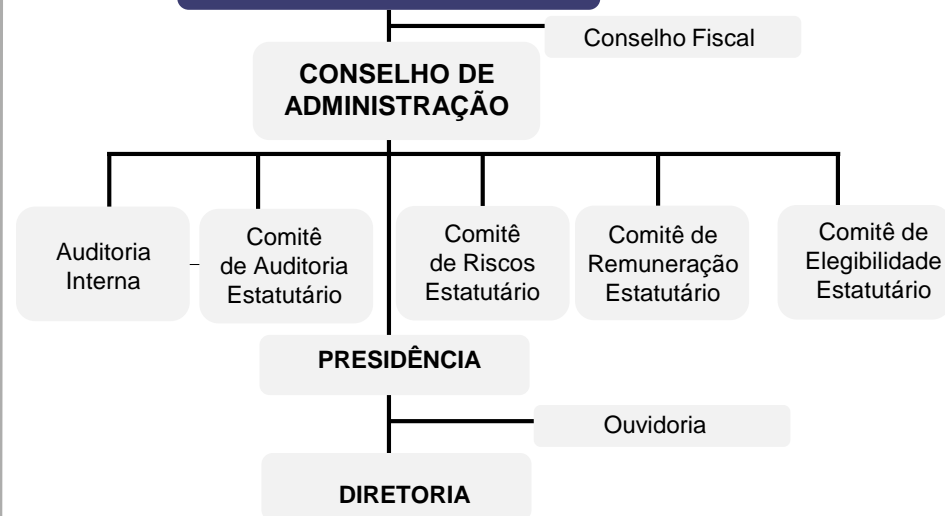 Conselho Fiscal
CONSELHO DE
ADMINISTRAÇÃO
Auditoria
Interna
Comitê
de Auditoria
Estatutário
Comitê
de Riscos
Estatutário
Comitê de
Remuneração
Estatutário
Comitê de
Elegibilidade
Estatutário
PRESIDÊNCIA
Ouvidoria
DIRETORIA